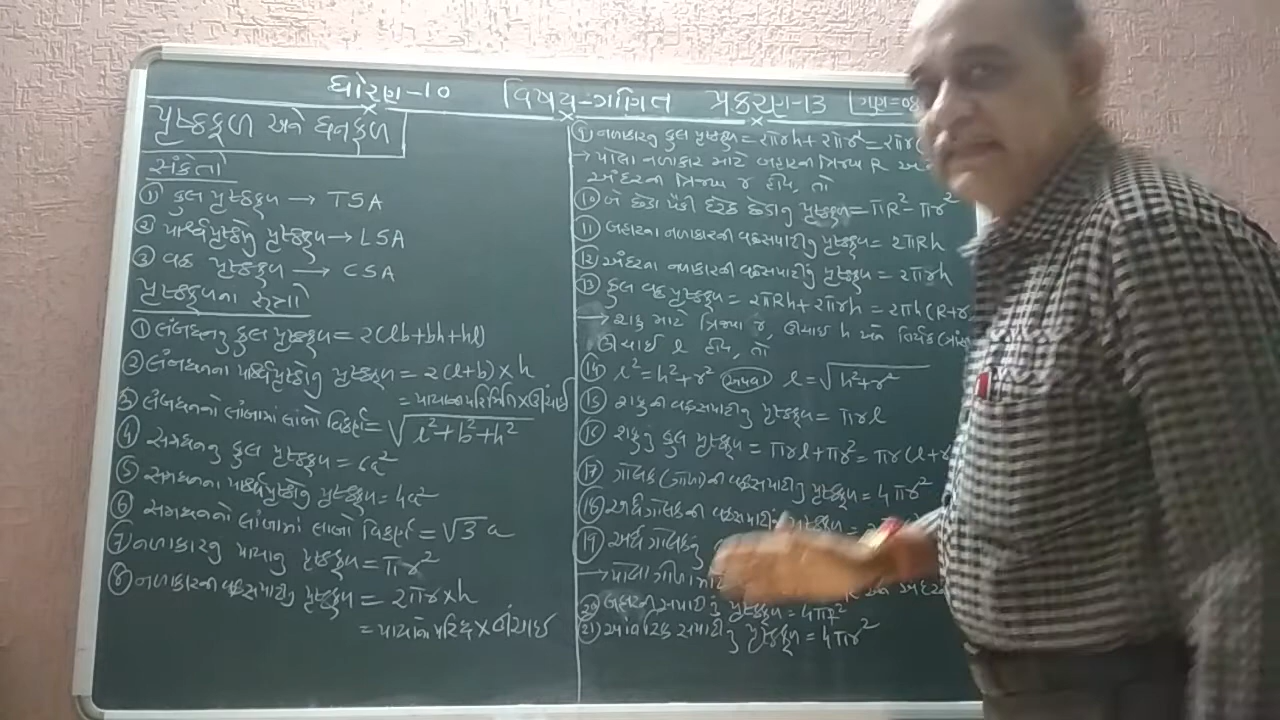 ધોરણ-૧૦ વિષય-ગણિત પ્રકરણ-13 ગુણ=08
પૃષ્ઠફળ અને ઘનફળ
સંકેતો
① કુલ પૃષ્ઠફળ → TSA
② પાર્શ્વપૃષ્ઠોનું પૃષ્ઠફળ → LSA
③ વક્ર પૃષ્ઠફળ → CSA
પૃષ્ઠફળના સૂત્રો
① લંબઘનનું કુલ પૃષ્ઠફળ = 2(lb+bh+hl)
② લંબઘનના પાર્શ્વપૃષ્ઠોનું પૃષ્ઠફળ = 2(l+b)×h
= પાયાની પરિમિતિ×ઊંચાઈ
③ લંબઘનનો લાંબામાં લાંબો વિકર્ણ = √l²+b²+h²
④ સમઘનનું કુલ પૃષ્ઠફળ = 6a²
⑤ સમઘનના પાર્શ્વપૃષ્ઠોનું પૃષ્ઠફળ = 4a²
⑥ સમઘનનો લાંબામાં લાંબો વિકર્ણ = √3 a
⑦ નળાકારનું પાયાનું પૃષ્ઠફળ = πr²
⑧ નળાકારની વક્રસપાટીનું પૃષ્ઠફળ = 2πr×h
= પાયાનો પરિઘ×ઊંચાઈ
⑨ નળાકારનું કુલ પૃષ્ઠફળ = 2πrh+2πr² = 2πr(
→ પોલા નળાકાર માટે બહારની ત્રિજ્યા R અ
અંદરની ત્રિજ્યા r હોય, તો
⑩ બે છેડા પૈકી દરેક છેડાનું પૃષ્ઠફળ = πR²-πr²
⑪ બહારના નળાકારની વક્રસપાટીનું પૃષ્ઠફળ = 2πRh
⑫ અંદરના નળાકારની વક્રસપાટીનું પૃષ્ઠફળ = 2πrh
⑬ કુલ વક્ર પૃષ્ઠફળ = 2πRh+2πrh = 2πh(R+r
→ શંકુ માટે ત્રિજ્યા r, ઊંચાઈ h અને તિર્યક
ઊંચાઈ l હોય, તો
⑭ l²=h²+r² અથવા l=√h²+r²
⑮ શંકુની વક્રસપાટીનું પૃષ્ઠફળ = πrl
⑯ શંકુનું કુલ પૃષ્ઠફળ = πrl+πr² = πr(l+r
⑰ ગોલક (ગોળા)ની વક્રસપાટીનું પૃષ્ઠફળ = 4πr²
⑱ અર્ધગોલકની વક્રસપાટીનું પૃષ્ઠફળ =
⑲ અર્ધગોલકનું
→ પોલા ગોળા
⑳ બહારની સપાટીનું પૃષ્ઠફળ = 4πR²
㉑ સપાટીનું પૃષ્ઠફળ = 4πr²